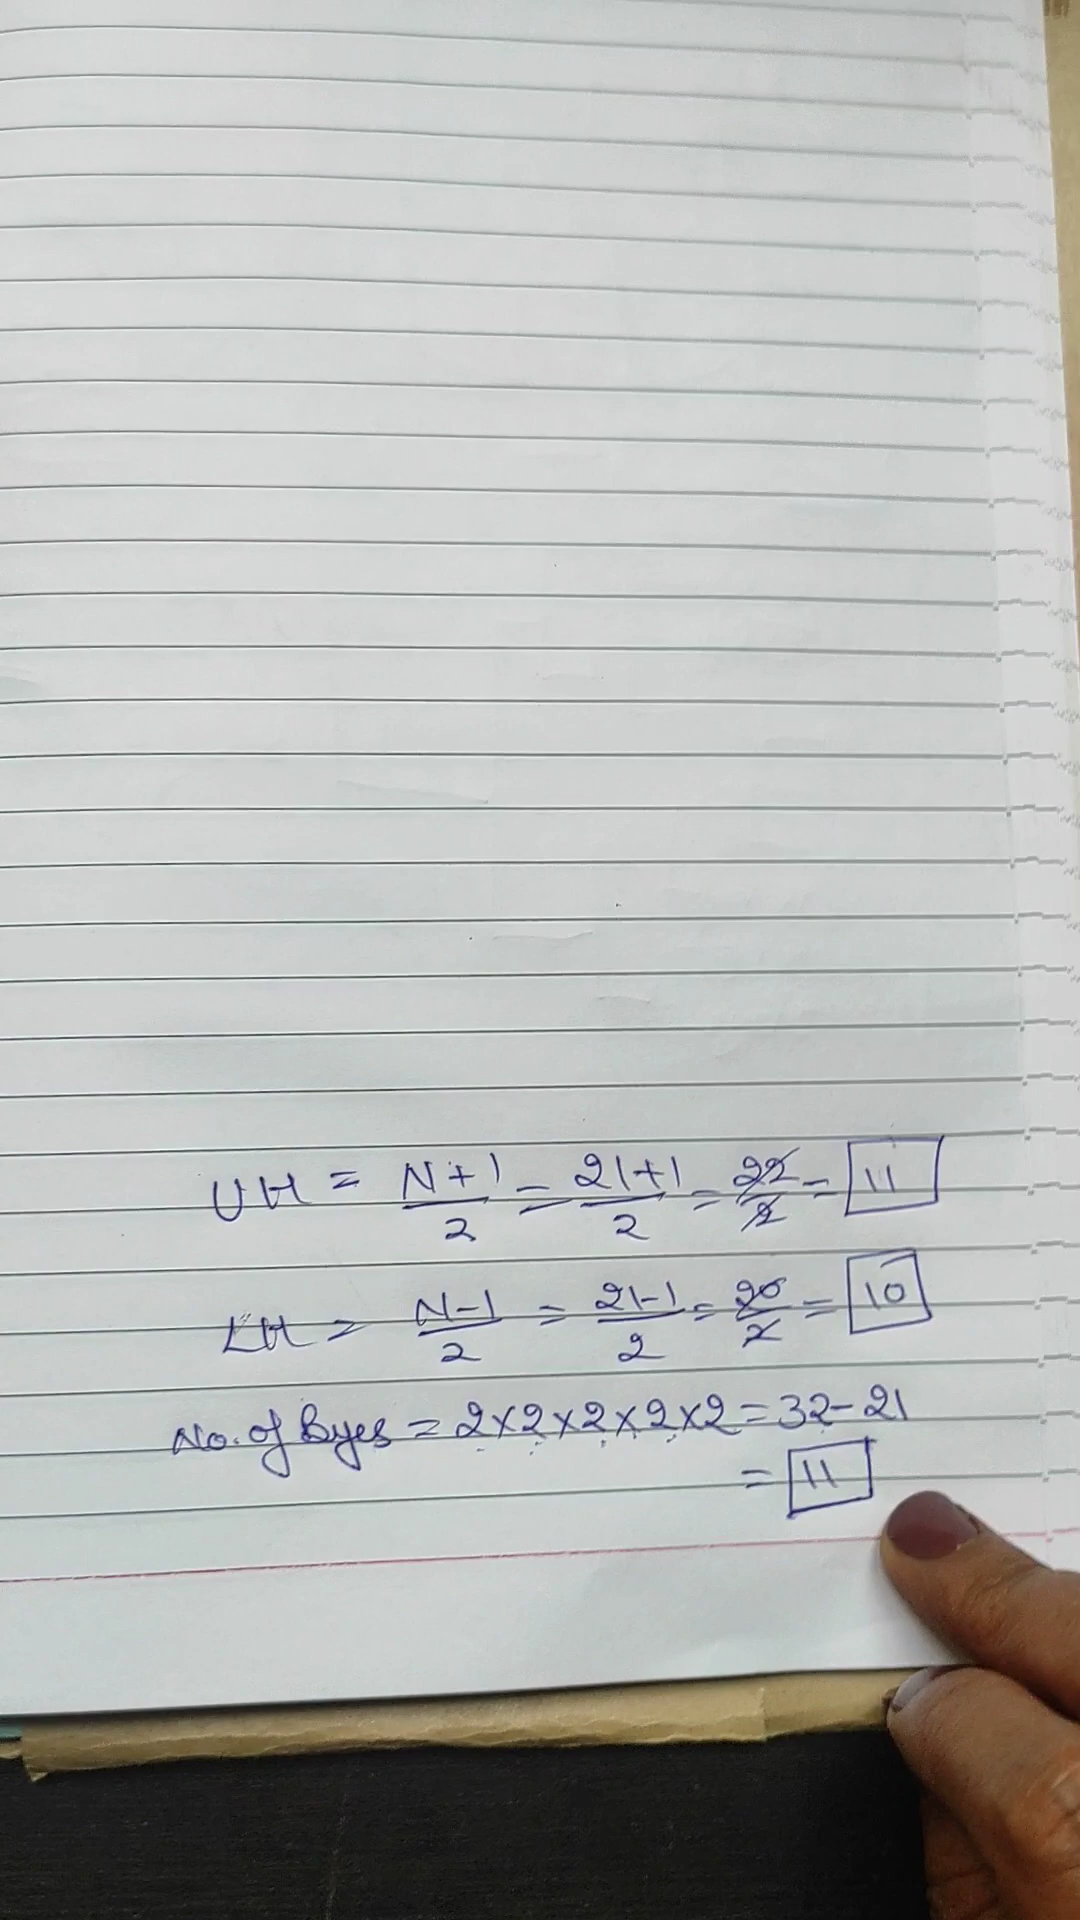 UH = N+1/2 = 21+1/2 = 22/2 = 11
LH = N-1/2 = 21-1/2 = 20/2 = 10
No. of Byes = 2×2×2×2×2 = 32-21
= 11